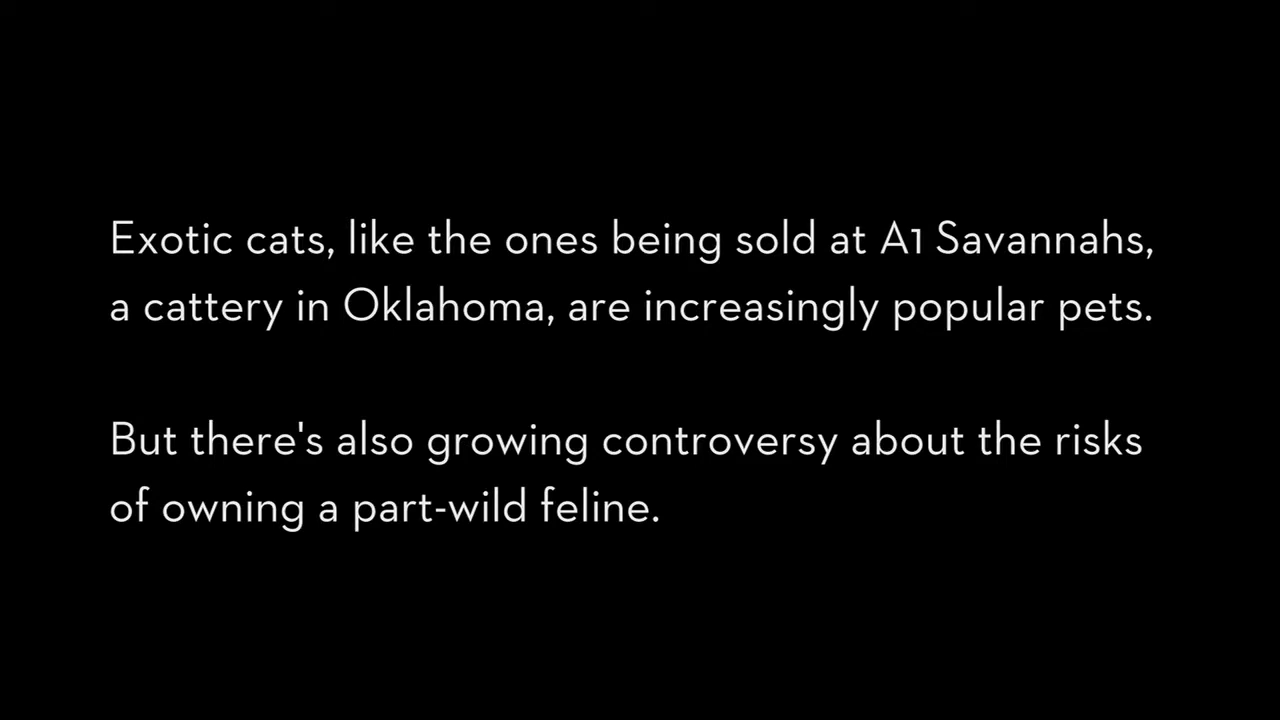 Exotic cats, like the ones being sold at A1 Savannahs,
a cattery in Oklahoma, are increasingly popular pets.
But there's also growing controversy about the risks
of owning a part-wild feline.